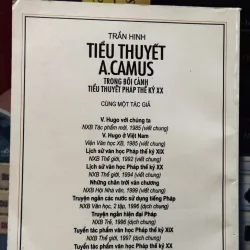 TRẦN HINH
TIỂU THUYẾT
A.CAMUS
TRONG BỐI CẢNH
TIỂU THUYẾT PHÁP THẾ KỶ XX
CÙNG MỘT TÁC GIẢ
V. Hugo với chúng ta
NXB Tác phẩm mới, 1985 (viết chung)
V. Hugo ở Việt Nam
Viện Văn học XB, 1985 (viết chung)
Lịch sử văn học Pháp thế kỷ XIX
NXB Thế giới, 1992 (viết chung)
Lịch sử văn học Pháp thế kỷ XX
NXB Thế giới, 1994 (viết chung)
Những chân trời văn chương
NXB Hội Nhà văn, 1999 (viết chung)
Truyện ngắn các nước sử dụng tiếng Pháp
NXB Văn học, 2 tập, 1996 (dịch chung)
Truyện ngắn hiện đại Pháp
NXB Trẻ, 1996 (dịch chung)
Tuyển tác phẩm văn học Pháp thế kỷ XIX
NXB Thế giới, 1997 (dịch chung)
Tuyển tác phẩm văn học Pháp thế kỷ XX